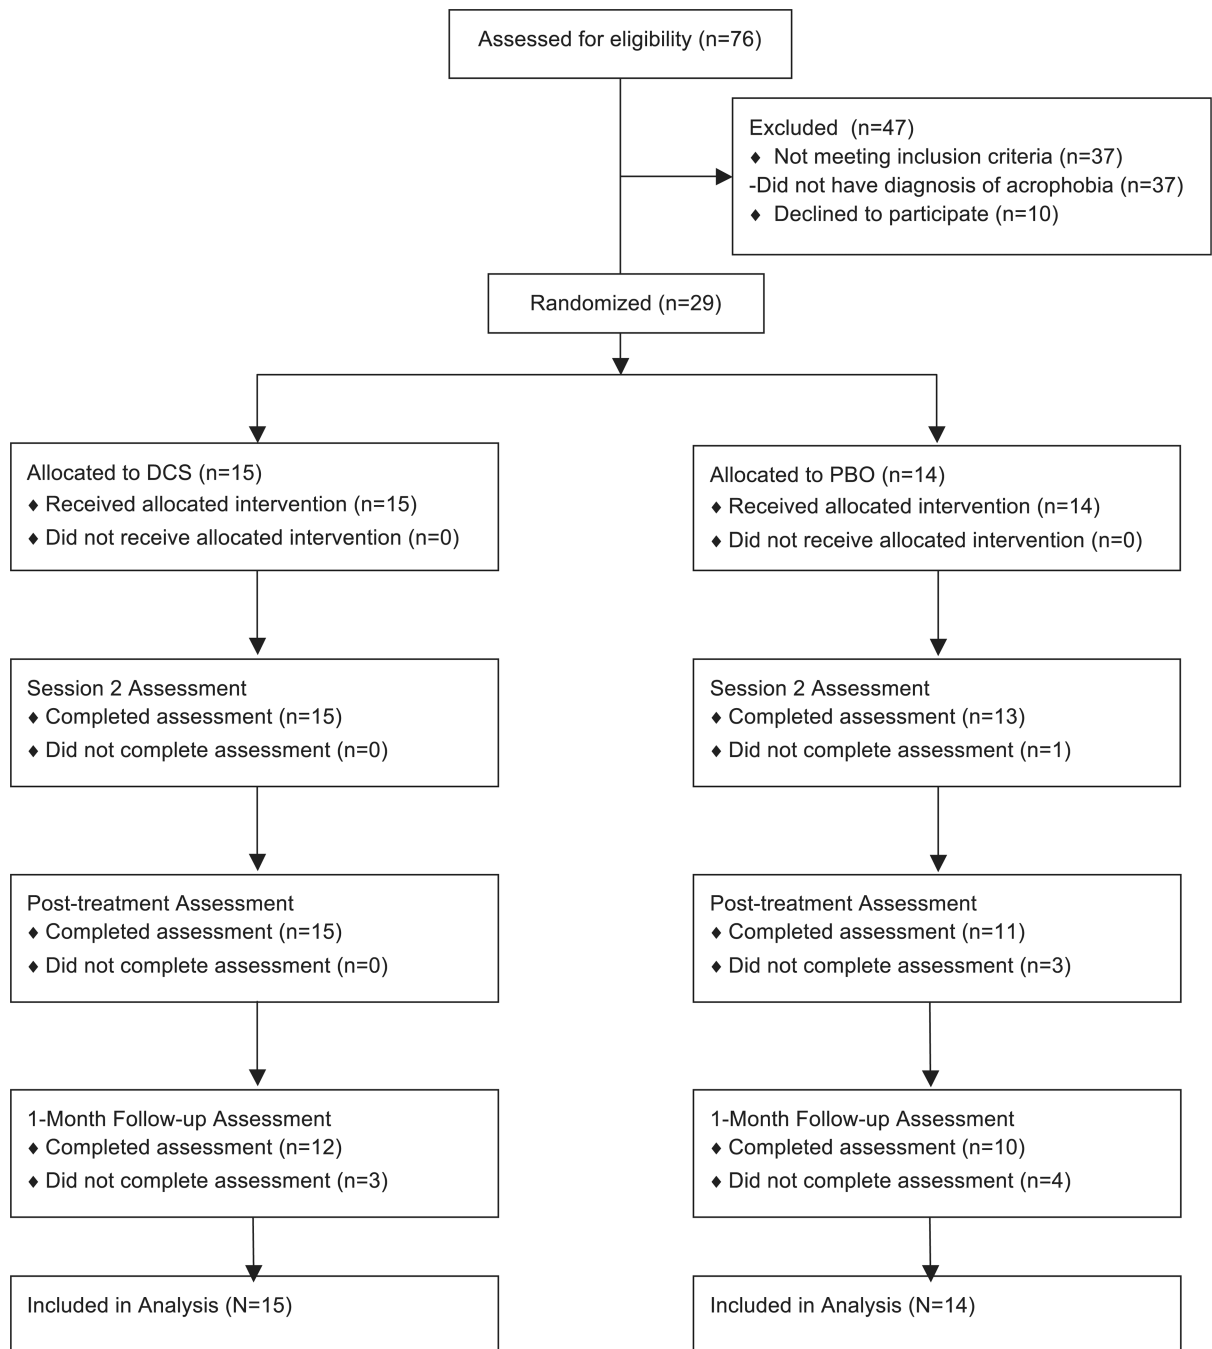 Assessed for eligibility (n=76)
Excluded (n=47)
♦ Not meeting inclusion criteria (n=37)
-Did not have diagnosis of acrophobia (n=37)
♦ Declined to participate (n=10)
Randomized (n=29)
Allocated to DCS (n=15)
♦ Received allocated intervention (n=15)
♦ Did not receive allocated intervention (n=0)
Allocated to PBO (n=14)
♦ Received allocated intervention (n=14)
♦ Did not receive allocated intervention (n=0)
Session 2 Assessment
♦ Completed assessment (n=15)
♦ Did not complete assessment (n=0)
Session 2 Assessment
♦ Completed assessment (n=13)
♦ Did not complete assessment (n=1)
Post-treatment Assessment
♦ Completed assessment (n=15)
♦ Did not complete assessment (n=0)
Post-treatment Assessment
♦ Completed assessment (n=11)
♦ Did not complete assessment (n=3)
1-Month Follow-up Assessment
♦ Completed assessment (n=12)
♦ Did not complete assessment (n=3)
1-Month Follow-up Assessment
♦ Completed assessment (n=10)
♦ Did not complete assessment (n=4)
Included in Analysis (N=15)
Included in Analysis (N=14)